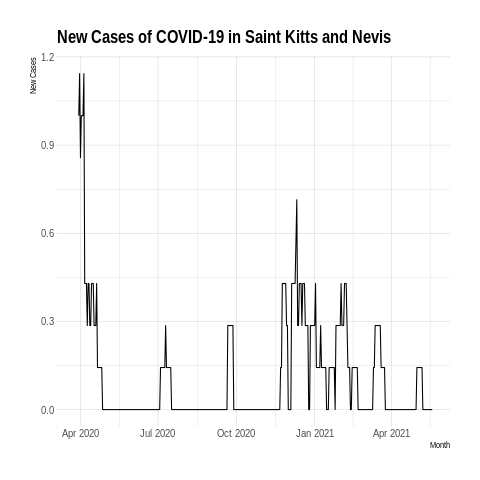 New Cases of COVID-19 in Saint Kitts and Nevis
New Cases
1.2
0.9
0.6
0.3
0.0
Apr 2020 Jul 2020 Oct 2020 Jan 2021 Apr 2021
Month